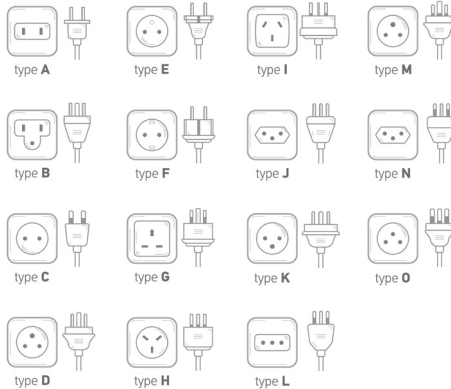 type A
type E
type I
type M
type B
type F
type J
type N
type C
type G
type K
type O
type D
type H
type L